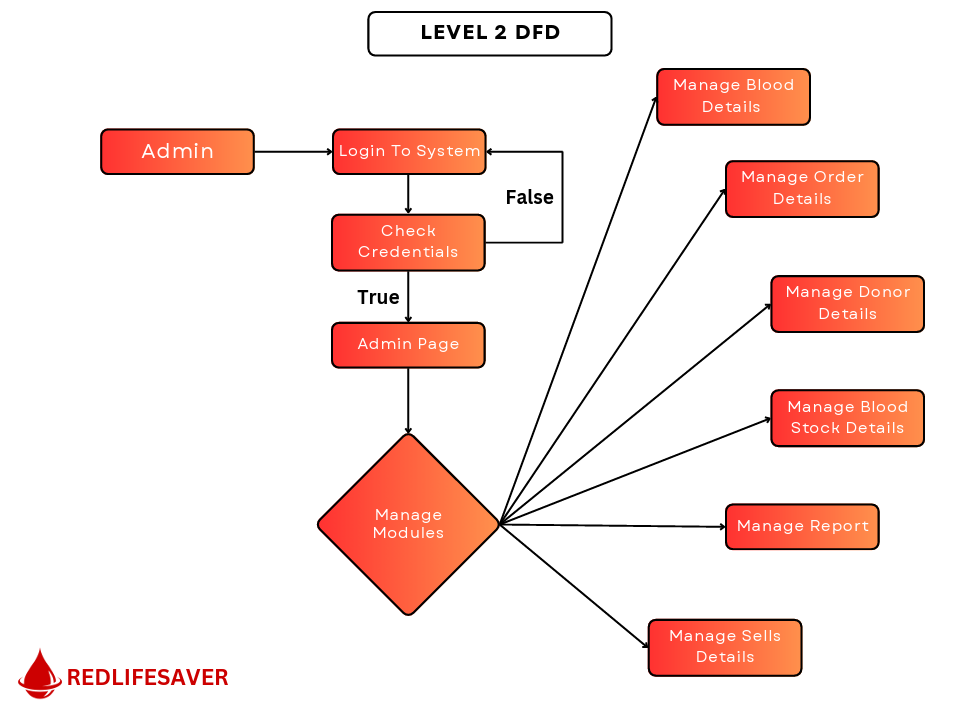 LEVEL 2 DFD
Manage Blood
Details
Admin
Login To System
Manage Order
Details
False
Check
Credentials
True
Manage Donor
Details
Admin Page
Manage Blood
Stock Details
Manage
Modules
Manage Report
Manage Sells
Details
REDLIFESAVER